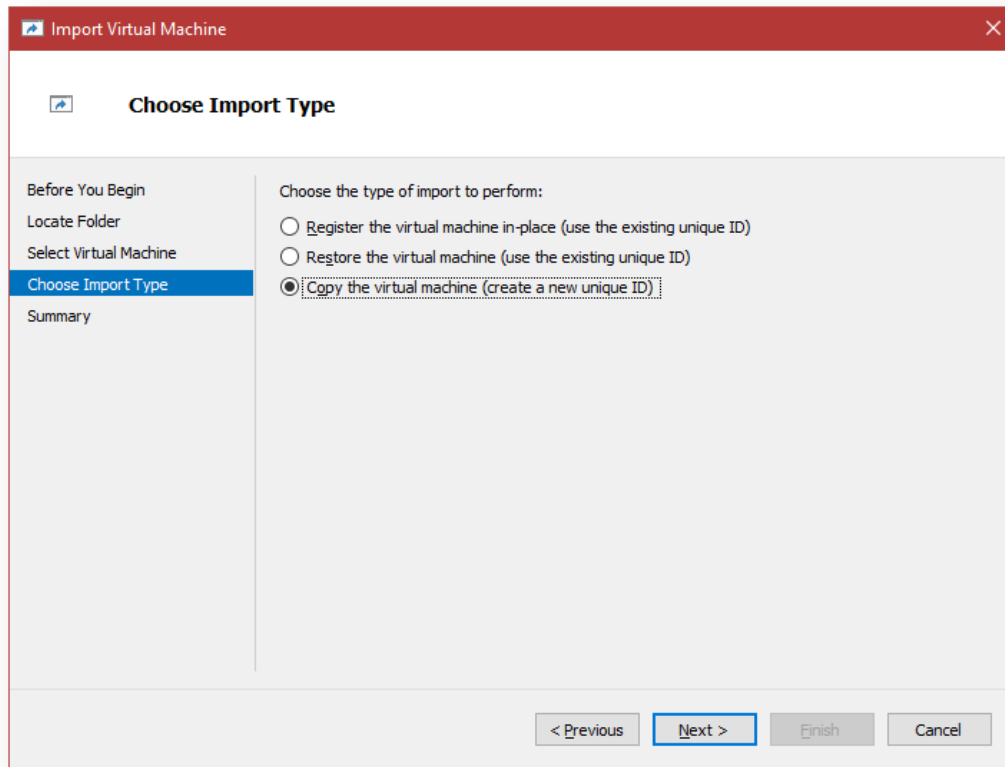 Import Virtual Machine
Choose Import Type
Before You Begin
Locate Folder
Select Virtual Machine
Choose Import Type
Summary
Choose the type of import to perform:
Register the virtual machine in-place (use the existing unique ID)
Restore the virtual machine (use the existing unique ID)
Copy the virtual machine (create a new unique ID)
< Previous
Next >
Finish
Cancel